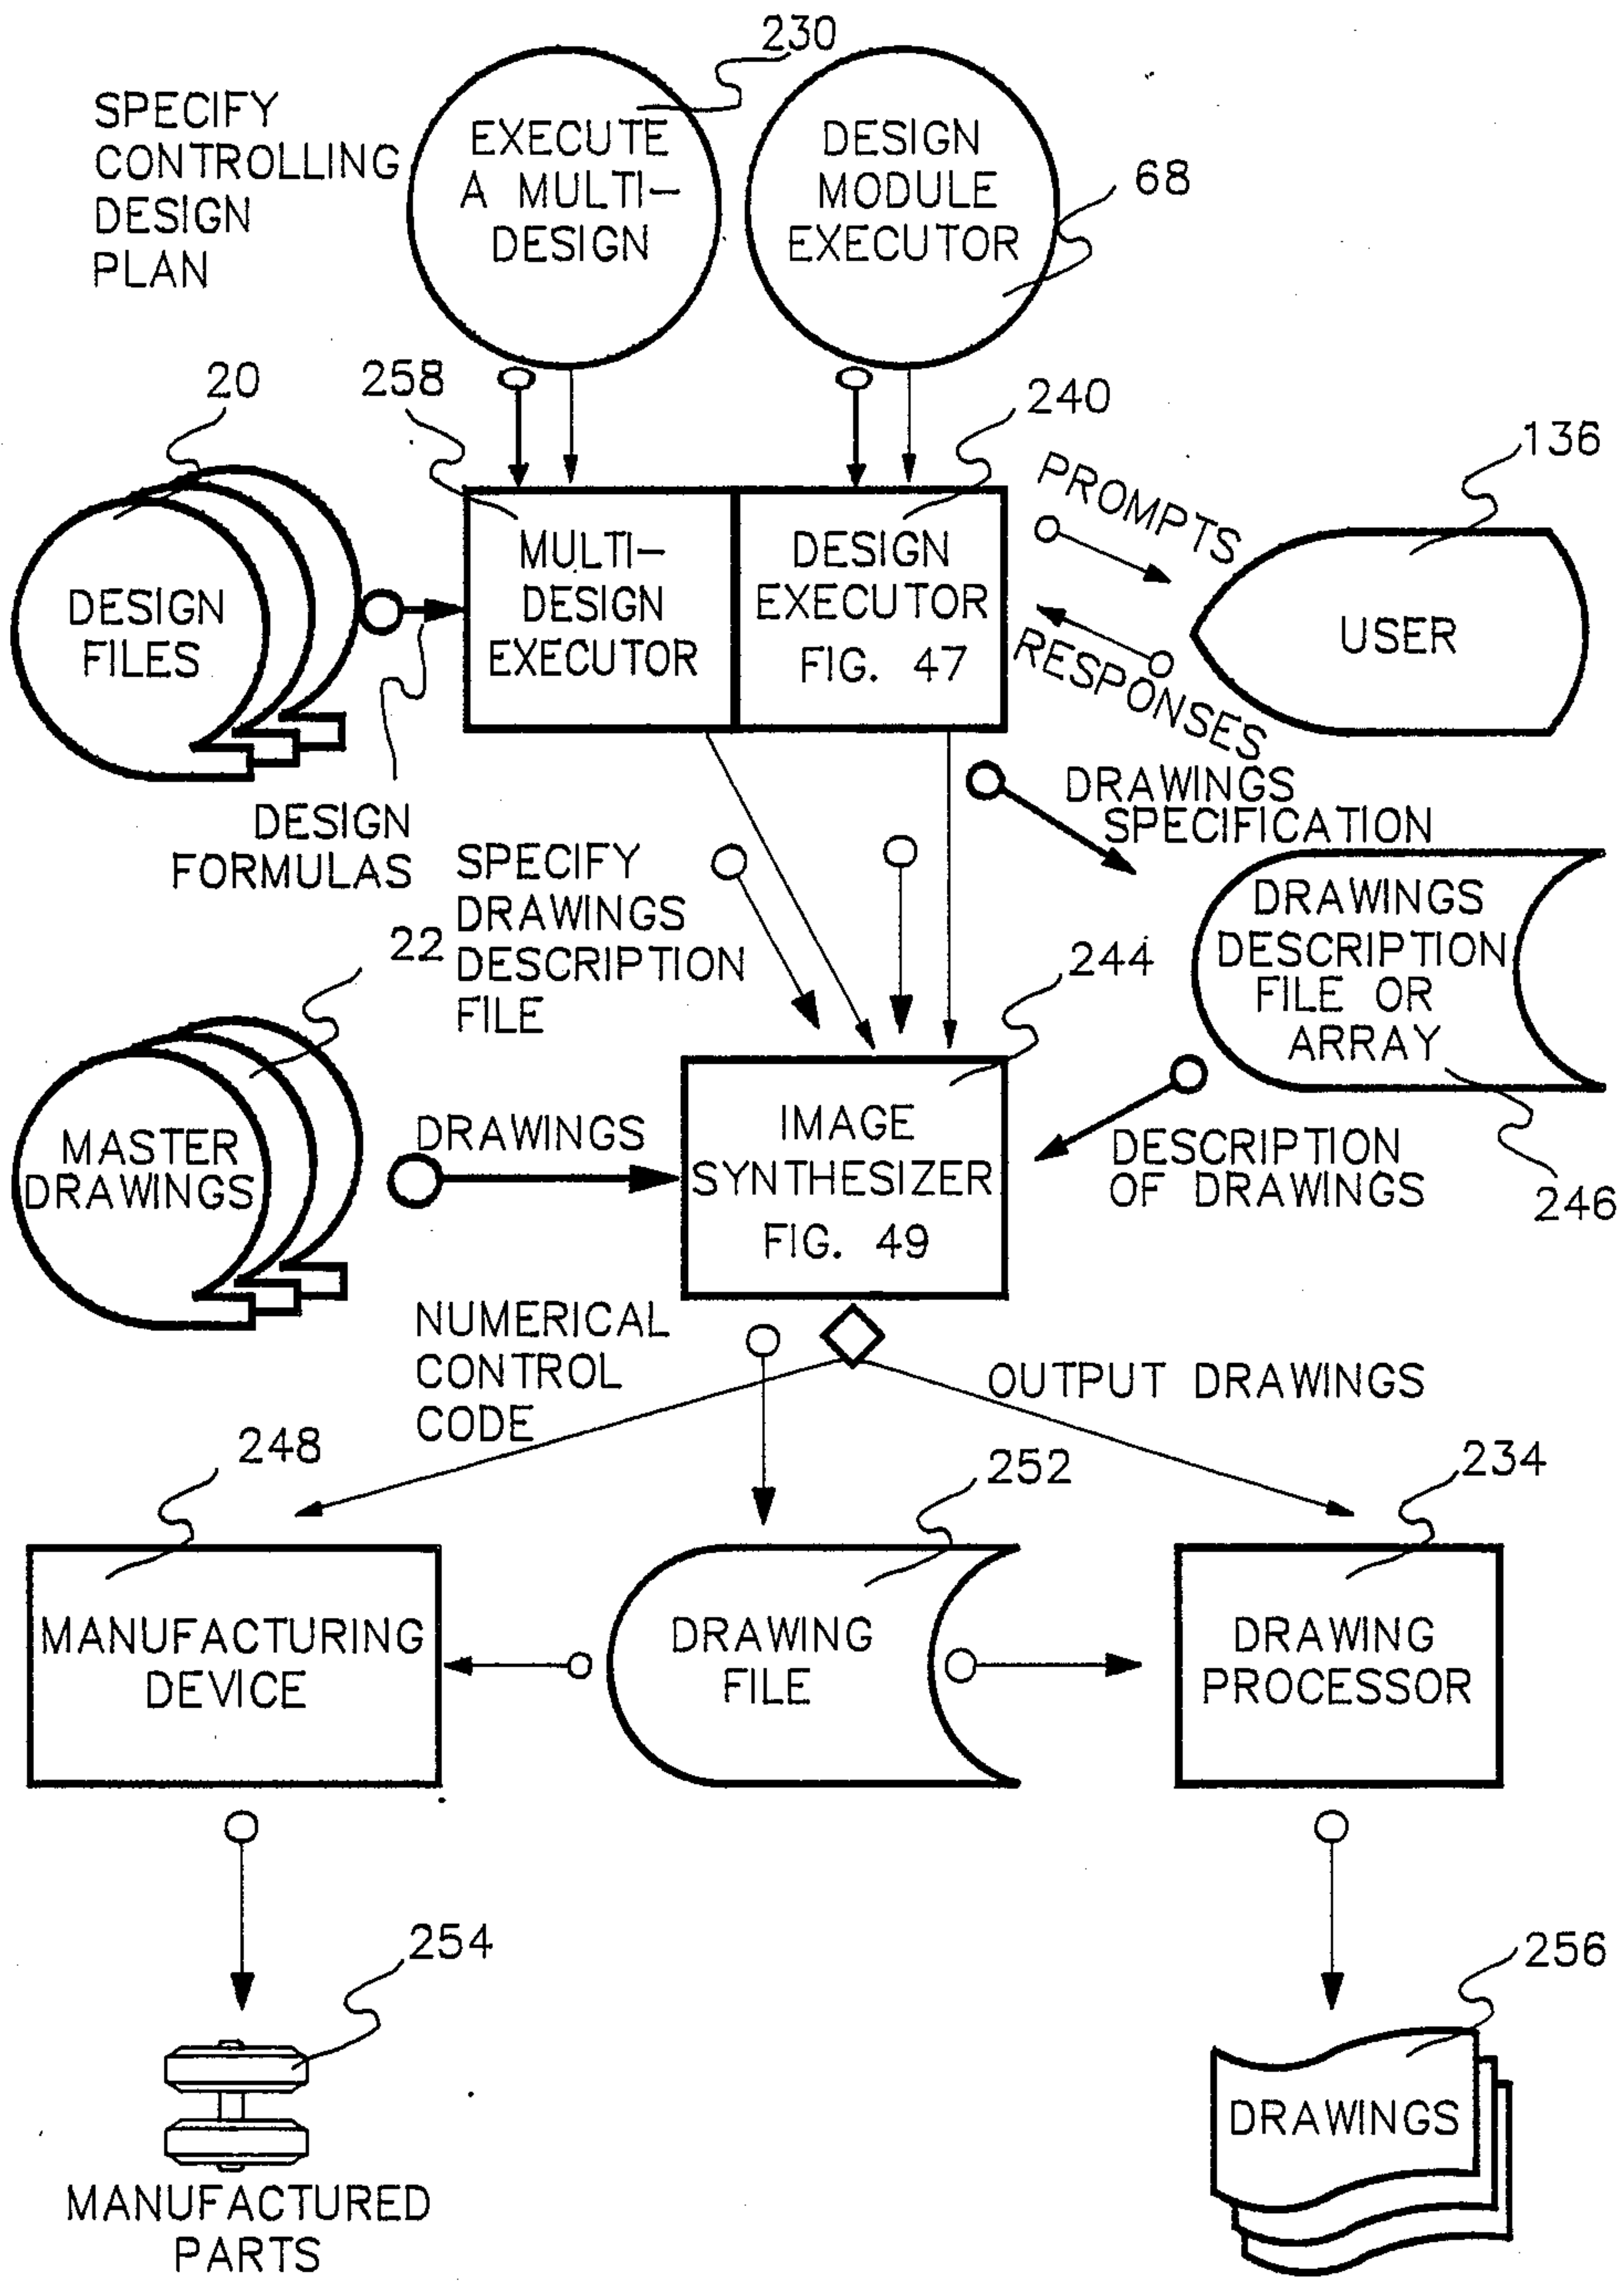 230
SPECIFY
CONTROLLING
DESIGN
PLAN
EXECUTE
A MULTI-
DESIGN
DESIGN
MODULE
EXECUTOR
68
20
258
240
136
DESIGN
FILES
MULTI-
DESIGN
EXECUTOR
DESIGN
EXECUTOR
FIG. 47
PROMPTS
RESPONSES
USER
DESIGN
FORMULAS
DRAWINGS
SPECIFICATION
SPECIFY
DRAWINGS
DESCRIPTION
FILE
22
244
DRAWINGS
DESCRIPTION
FILE OR
ARRAY
MASTER
DRAWINGS
DRAWINGS
IMAGE
SYNTHESIZER
FIG. 49
DESCRIPTION
OF DRAWINGS
246
NUMERICAL
CONTROL
CODE
OUTPUT DRAWINGS
248
252
234
MANUFACTURING
DEVICE
DRAWING
FILE
DRAWING
PROCESSOR
254
256
MANUFACTURED
PARTS
DRAWINGS